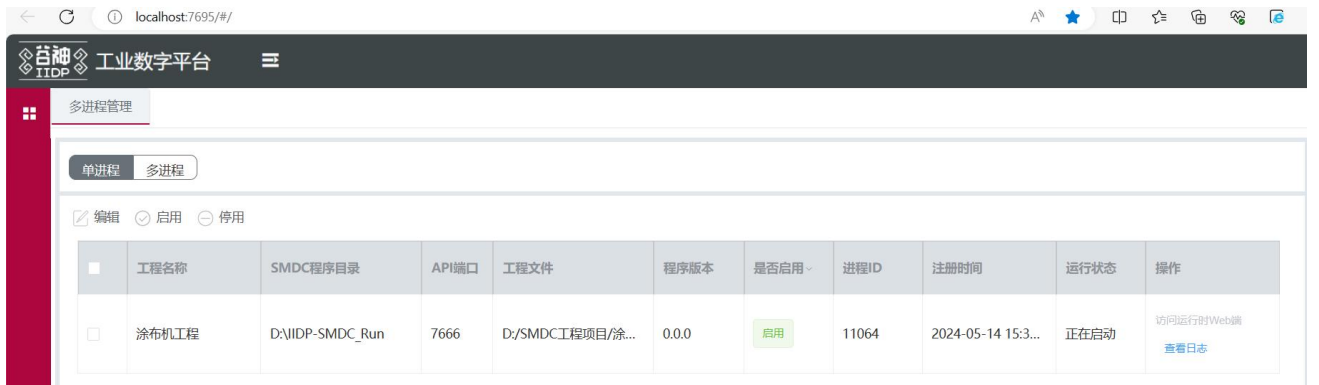 localhost:7695/#/
谷神 IIDP 工业数字平台
多进程管理
单进程 多进程
编辑 启用 停用
工程名称 SMDC程序目录 API端口 工程文件 程序版本 是否启用 进程ID 注册时间 运行状态 操作
涂布机工程 D:\IIDP-SMDC_Run 7666 D:/SMDC工程项目/涂... 0.0.0 启用 11064 2024-05-14 15:3... 正在启动 访问运行时Web端
查看日志